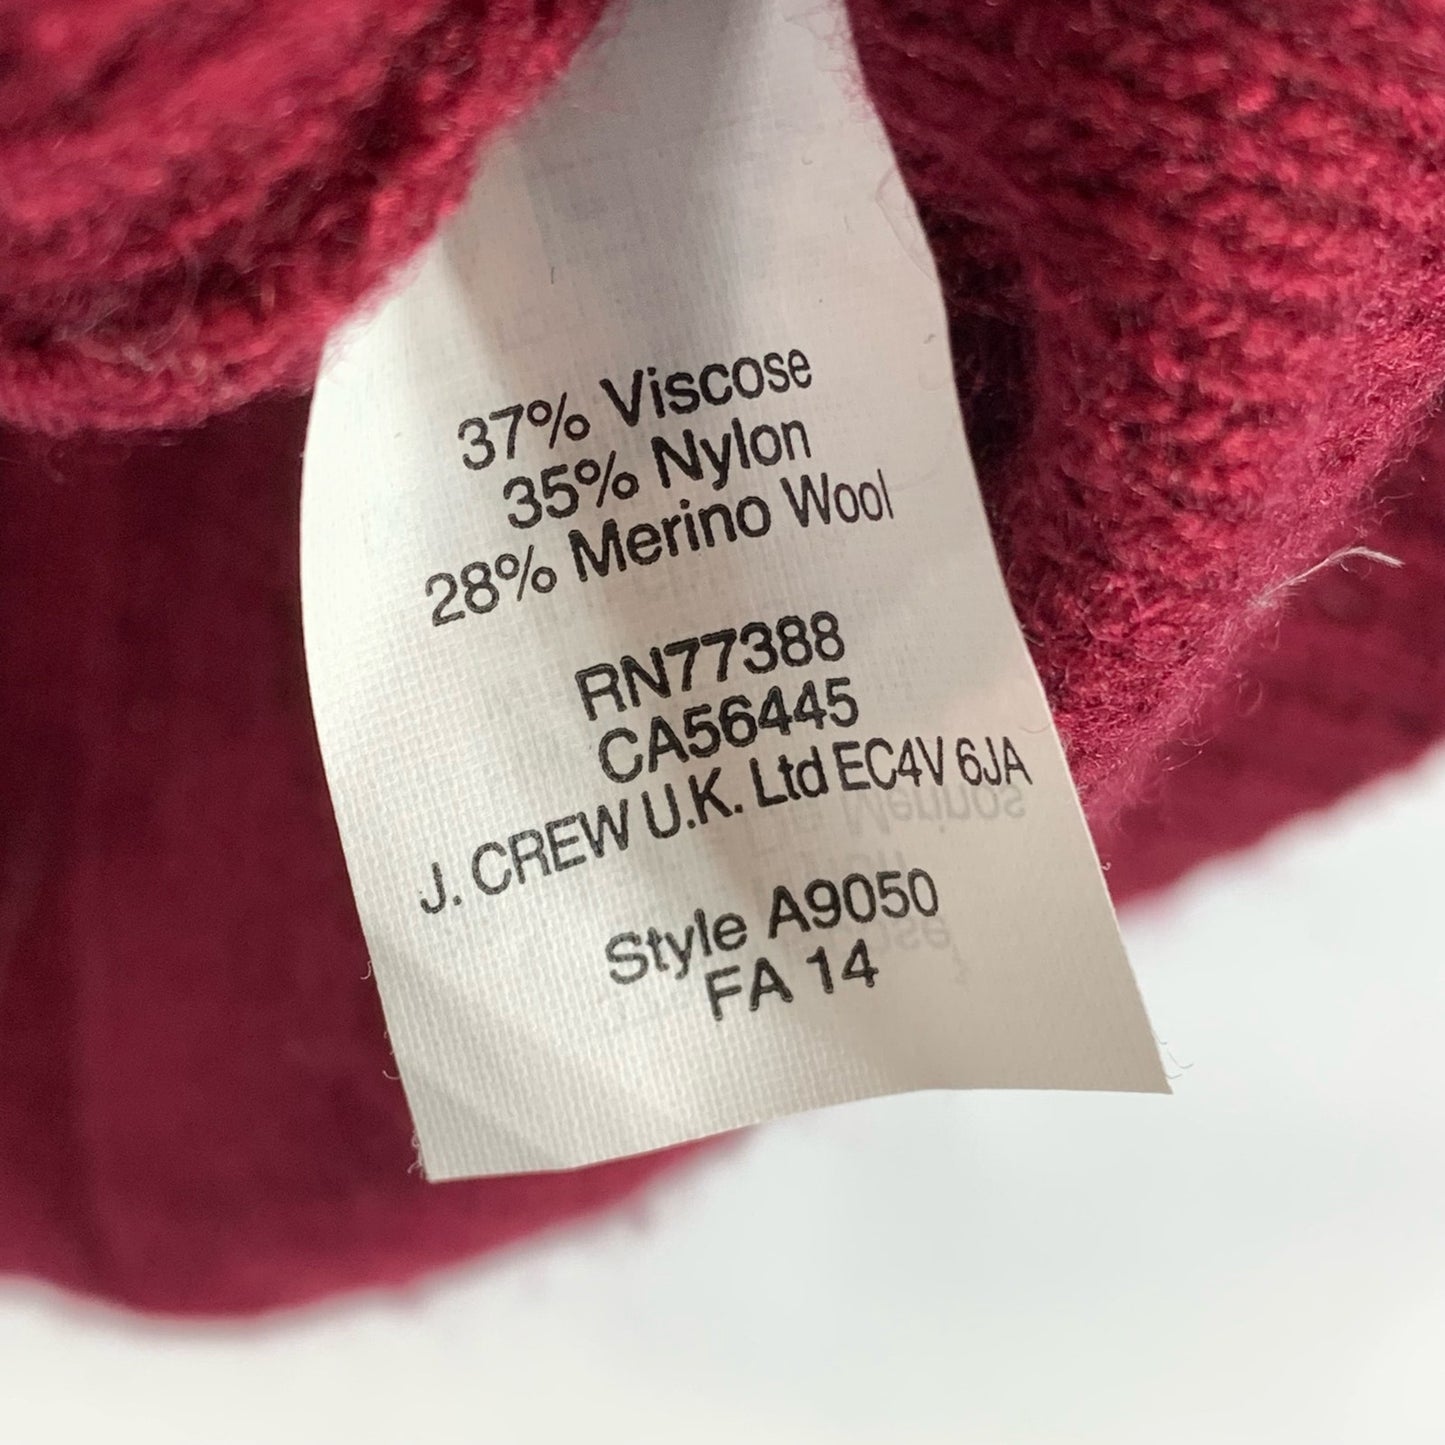 37% Viscose
35% Nylon
28% Merino Wool
RN77388
CA56445
J. CREW U.K. Ltd EC4V 6JA
Style A9050
FA 14